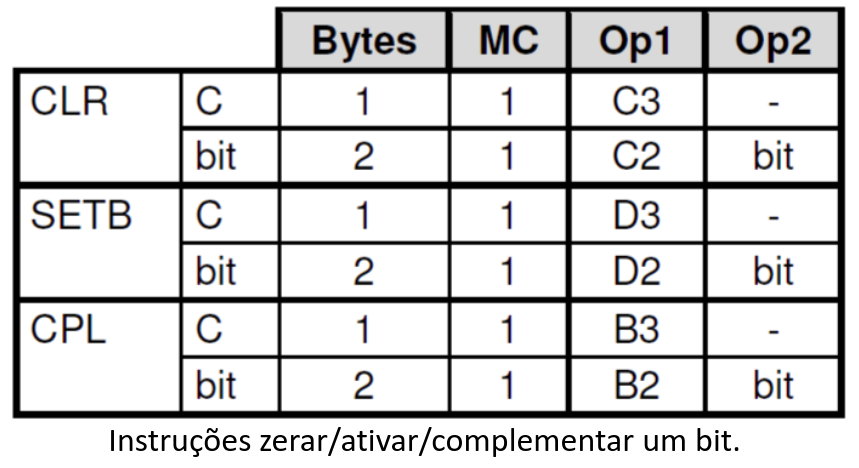 Bytes MC Op1 Op2
CLR C 1 1 C3 -
bit 2 1 C2 bit
SETB C 1 1 D3 -
bit 2 1 D2 bit
CPL C 1 1 B3 -
bit 2 1 B2 bit
Instruções zerar/ativar/complementar um bit.